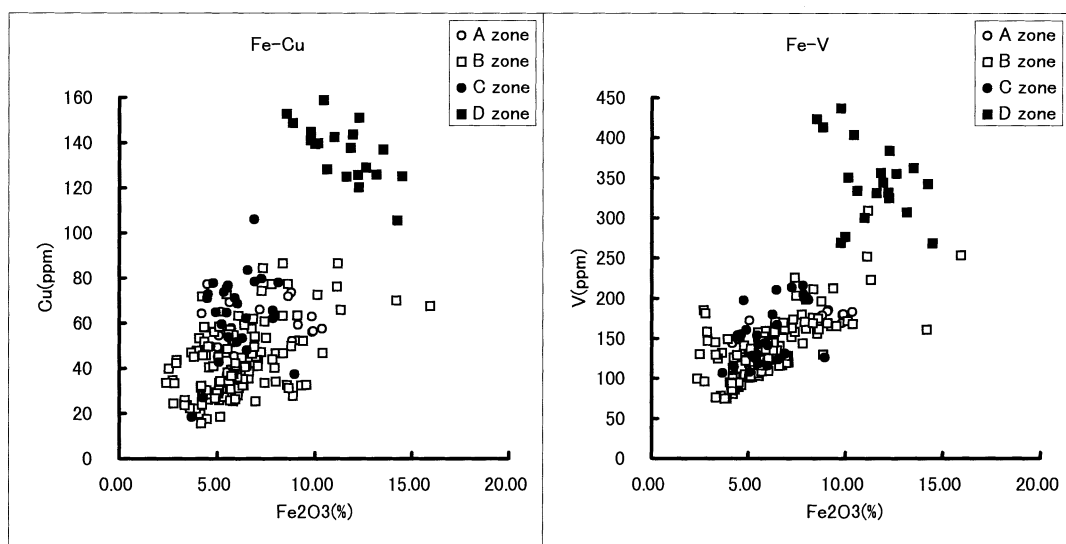 Fe-Cu
A zone
B zone
C zone
D zone
160
140
120
100
80
60
40
20
0
Cu(ppm)
0.00 5.00 10.00 15.00 20.00
Fe2O3(%)
Fe-V
A zone
B zone
C zone
D zone
450
400
350
300
250
200
150
100
50
0
V(ppm)
0.00 5.00 10.00 15.00 20.00
Fe2O3(%)